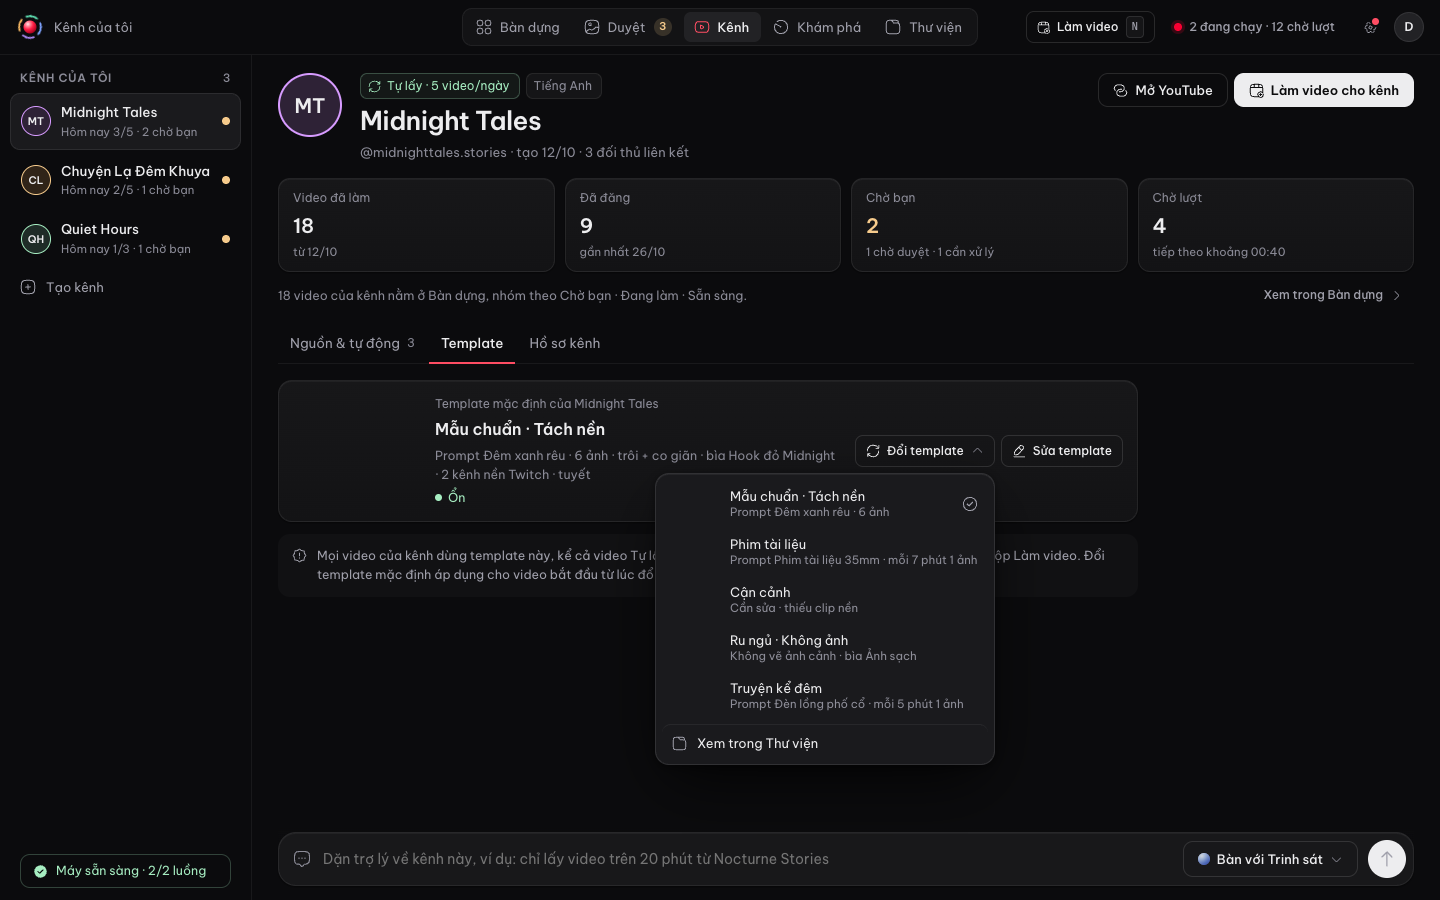 Kênh của tôi
Bàn dựng
Duyệt 3
Kênh
Khám phá
Thư viện
Làm video N
2 đang chạy · 12 chờ lượt
D
KÊNH CỦA TÔI 3
MT
Midnight Tales
Hôm nay 3/5 · 2 chờ bạn
CL
Chuyện Lạ Đêm Khuya
Hôm nay 2/5 · 1 chờ bạn
QH
Quiet Hours
Hôm nay 1/3 · 1 chờ bạn
Tạo kênh
Máy sẵn sàng · 2/2 luồng
MT
Tự lấy · 5 video/ngày
Tiếng Anh
Midnight Tales
@midnighttales.stories · tạo 12/10 · 3 đối thủ liên kết
Mở YouTube
Làm video cho kênh
Video đã làm
18
từ 12/10
Đã đăng
9
gần nhất 26/10
Chờ bạn
2
1 chờ duyệt · 1 cần xử lý
Chờ lượt
4
tiếp theo khoảng 00:40
18 video của kênh nằm ở Bàn dựng, nhóm theo Chờ bạn · Đang làm · Sẵn sàng.
Xem trong Bàn dựng
Nguồn & tự động 3
Template
Hồ sơ kênh
Template mặc định của Midnight Tales
Mẫu chuẩn · Tách nền
Prompt Đêm xanh rêu · 6 ảnh · trôi + co giãn · bìa Hook đỏ Midnight
· 2 kênh nền Twitch · tuyết
Ổn
Đổi template
Sửa template
Mọi video của kênh dùng template này, kể cả video Tự
ộp Làm video. Đổi
template mặc định áp dụng cho video bắt đầu từ lúc
Mẫu chuẩn · Tách nền
Prompt Đêm xanh rêu · 6 ảnh
Phim tài liệu
Prompt Phim tài liệu 35mm · mỗi 7 phút 1 ảnh
Cận cảnh
Cần sửa · thiếu clip nền
Ru ngủ · Không ảnh
Không vẽ ảnh cảnh · bìa Ảnh sạch
Truyện kể đêm
Prompt Đèn lồng phố cổ · mỗi 5 phút 1 ảnh
Xem trong Thư viện
Dặn trợ lý về kênh này, ví dụ: chỉ lấy video trên 20 phút từ Nocturne Stories
Bàn với Trinh sát